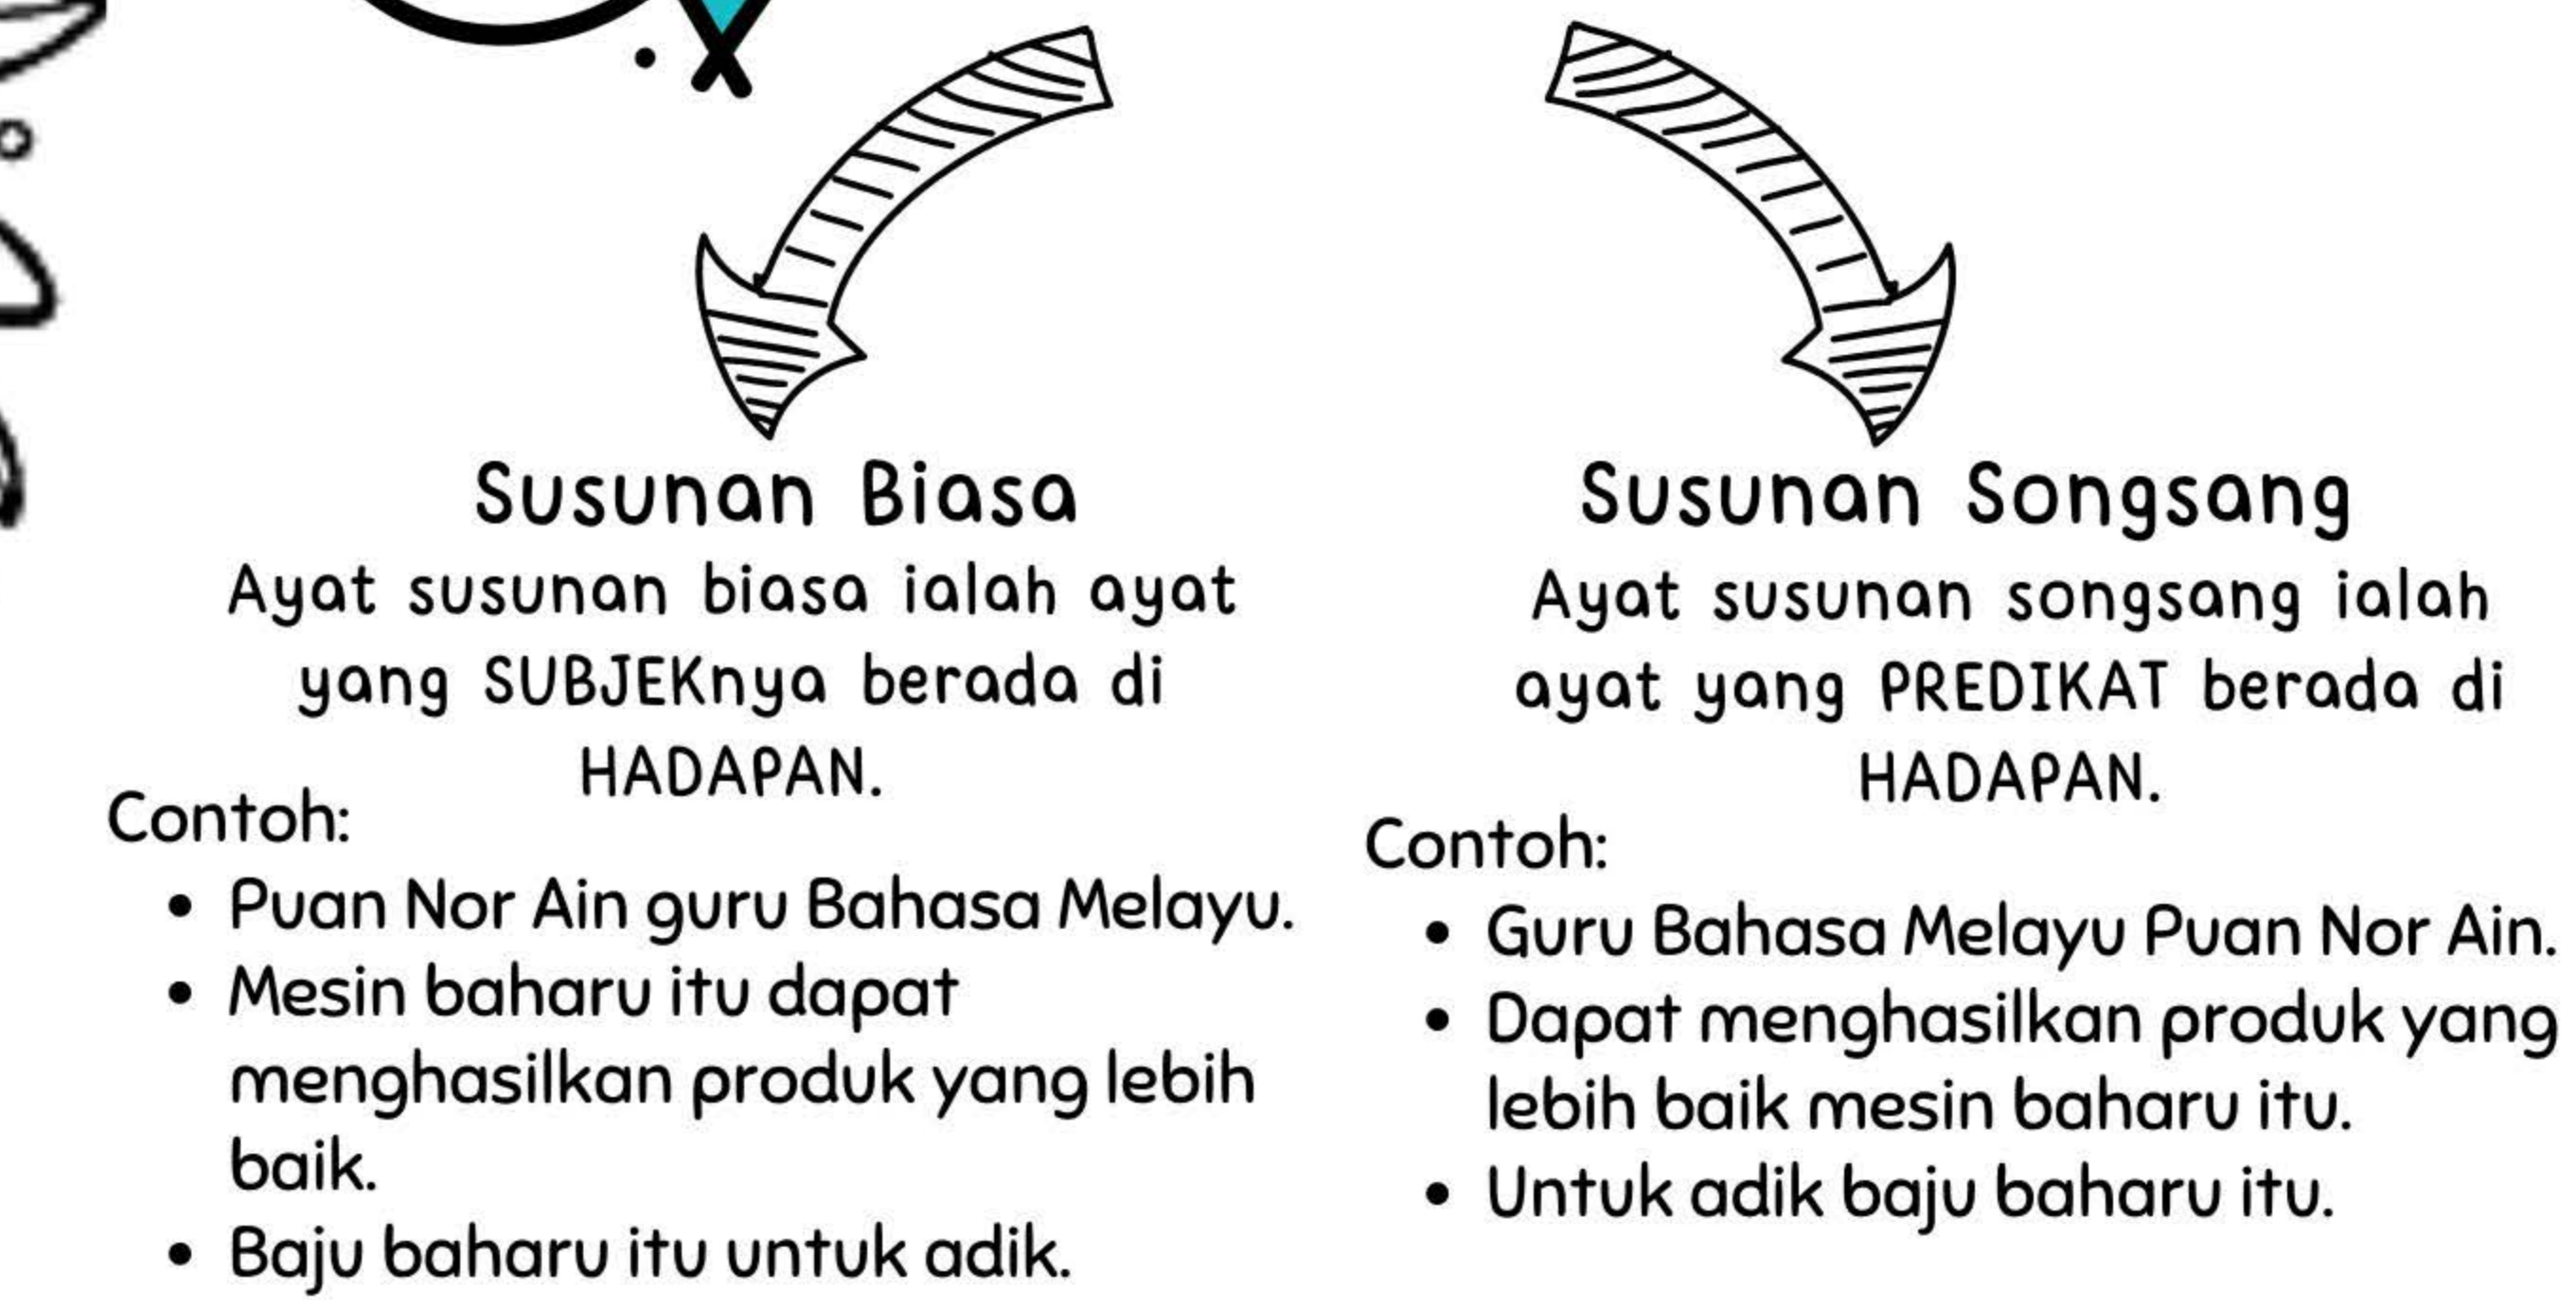 Susunan Biasa
Ayat susunan biasa ialah ayat
yang SUBJEKnya berada di
HADAPAN.
Contoh:
• Puan Nor Ain guru Bahasa Melayu.
• Mesin baharu itu dapat
menghasilkan produk yang lebih
baik.
• Baju baharu itu untuk adik.
Susunan Songsang
Ayat susunan songsang ialah
ayat yang PREDIKAT berada di
HADAPAN.
Contoh:
• Guru Bahasa Melayu Puan Nor Ain.
• Dapat menghasilkan produk yang
lebih baik mesin baharu itu.
• Untuk adik baju baharu itu.